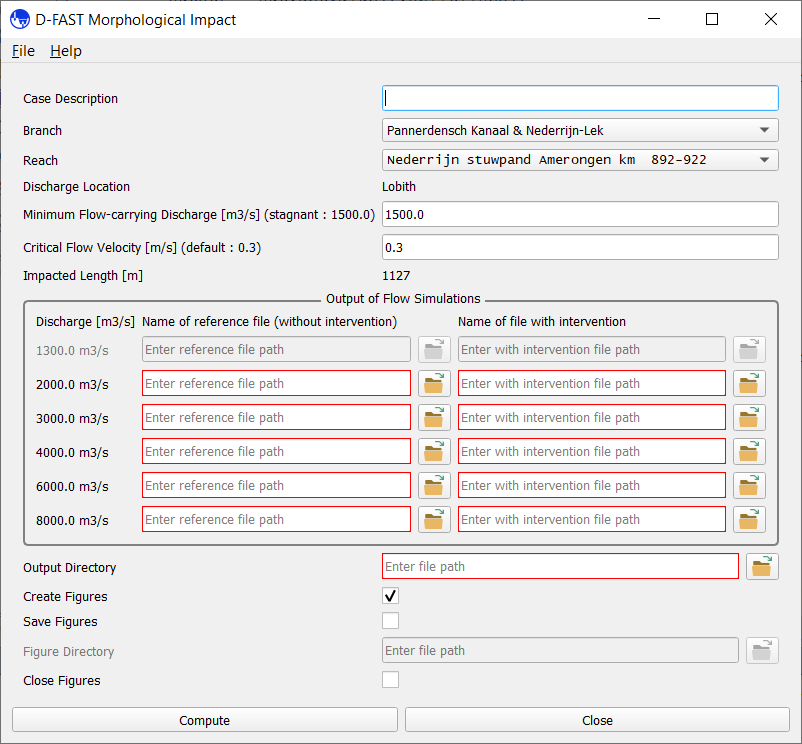 D-FAST Morphological Impact
File Help
Case Description
Branch Pannerdensch Kanaal & Nederrijn-Lek
Reach Nederrijn stuwpand Amerongen km 892-922
Discharge Location Lobith
Minimum Flow-carrying Discharge [m3/s] (stagnant : 1500.0) 1500.0
Critical Flow Velocity [m/s] (default : 0.3) 0.3
Impacted Length [m] 1127
Output of Flow Simulations
Discharge [m3/s] Name of reference file (without intervention) Name of file with intervention
1300.0 m3/s Enter reference file path Enter with intervention file path
2000.0 m3/s Enter reference file path Enter with intervention file path
3000.0 m3/s Enter reference file path Enter with intervention file path
4000.0 m3/s Enter reference file path Enter with intervention file path
6000.0 m3/s Enter reference file path Enter with intervention file path
8000.0 m3/s Enter reference file path Enter with intervention file path
Output Directory Enter file path
Create Figures
Save Figures
Figure Directory Enter file path
Close Figures
Compute Close